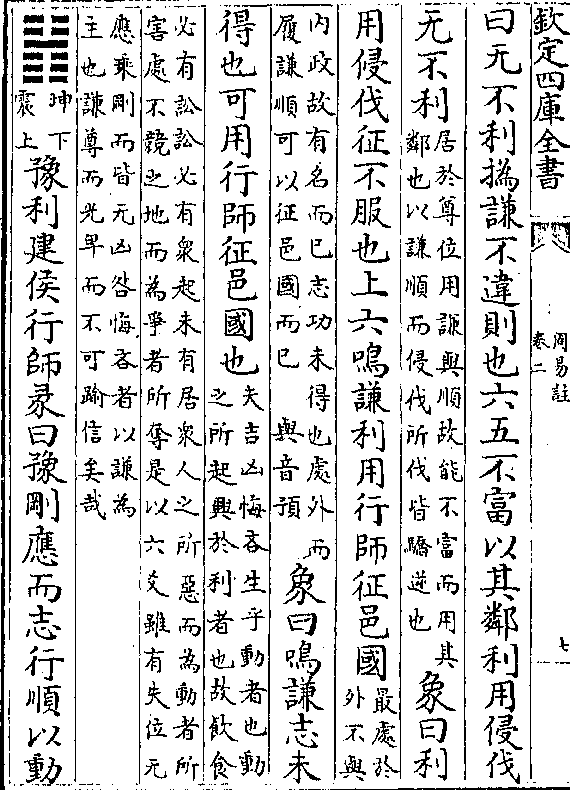 欽定四庫全書
周易註
卷二
七
曰无不利撝謙不違則也六五不富以其鄰利用侵伐
无不利
居於尊位用謙與順故能不富而用其
鄰也以謙順而侵伐所伐皆驕逆也
象曰利
用侵伐征不服也上六鳴謙利用行師征邑國
最處於
外不與
內政故有名而已志功未得也處外而
履謙順可以征邑國而已 與音預
象曰鳴謙志未
得也可用行師征邑國也
夫吉凶悔吝生乎動者也動
之所起興於利者也故飲食
必有訟訟必有衆起未有居衆人之所惡而為動者所
害處不競之地而為爭者所奪是以六爻雖有失位无
應乘剛而皆无凶咎悔吝者以謙為
主也謙尊而光卑而不可踰信矣哉
䷏
坤下
震上
豫利建侯行師彖曰豫剛應而志行順以動